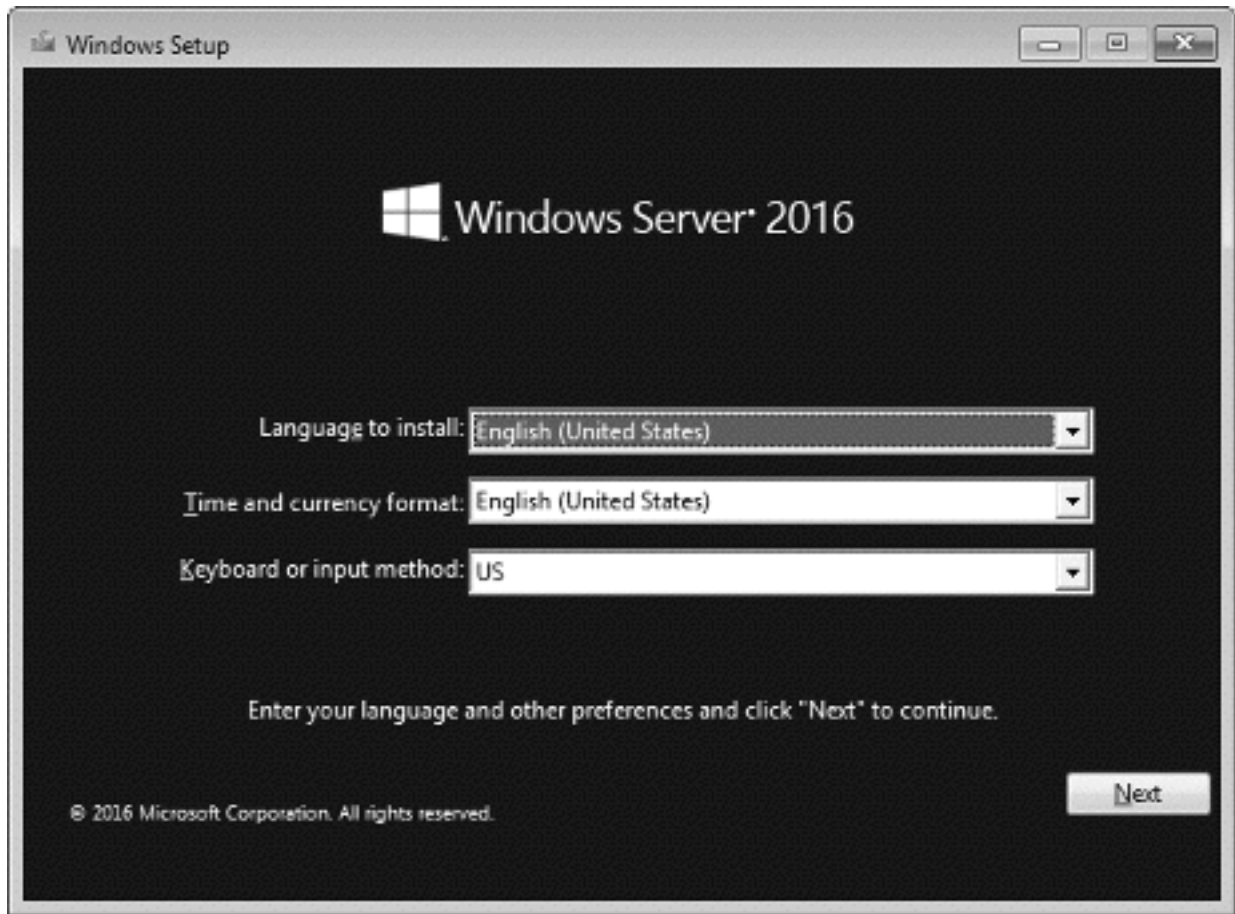 Windows Setup
Windows Server® 2016
Language to install: English (United States)
Time and currency format: English (United States)
Keyboard or input method: US
Enter your language and other preferences and click "Next" to continue.
Next
© 2016 Microsoft Corporation. All rights reserved.